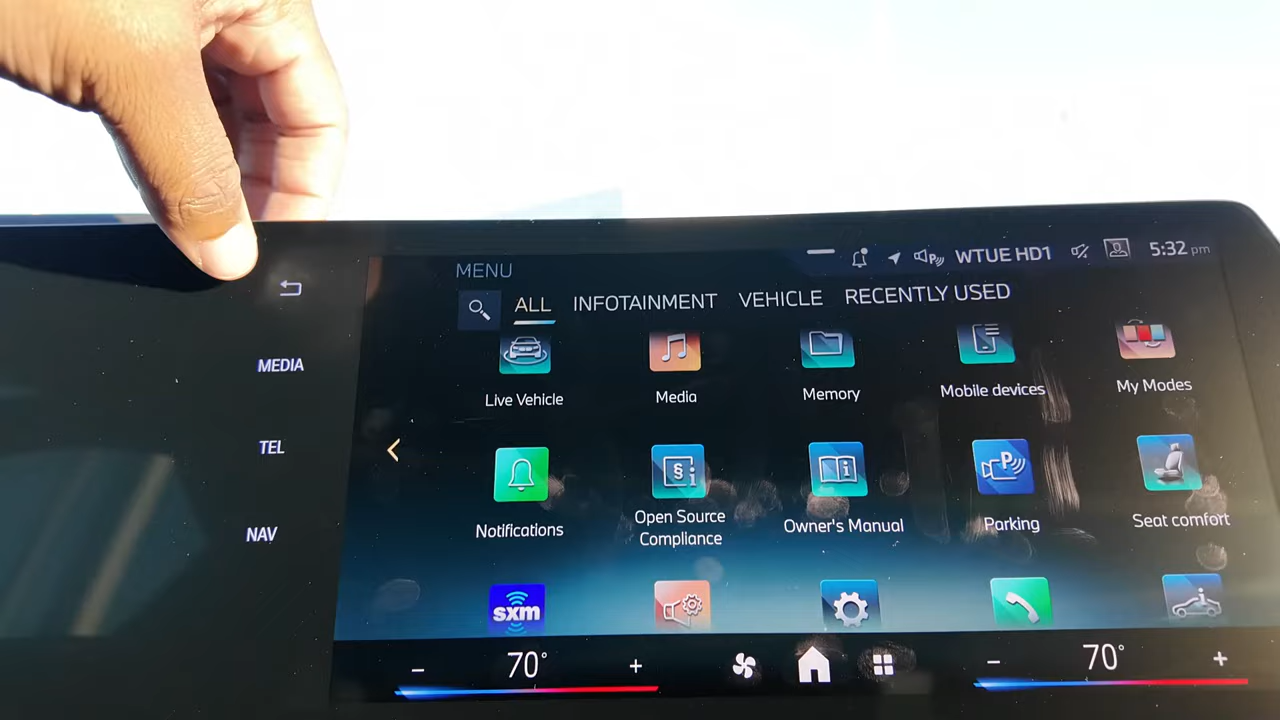 WTUE HD1
5:32 pm
MENU
ALL INFOTAINMENT VEHICLE RECENTLY USED
MEDIA
TEL
NAV
Live Vehicle
Media
Memory
Mobile devices
My Modes
Notifications
§ i
Open Source
Compliance
i
Owner's Manual
P
Parking
Seat comfort
sxm
- 70° +
- 70° +